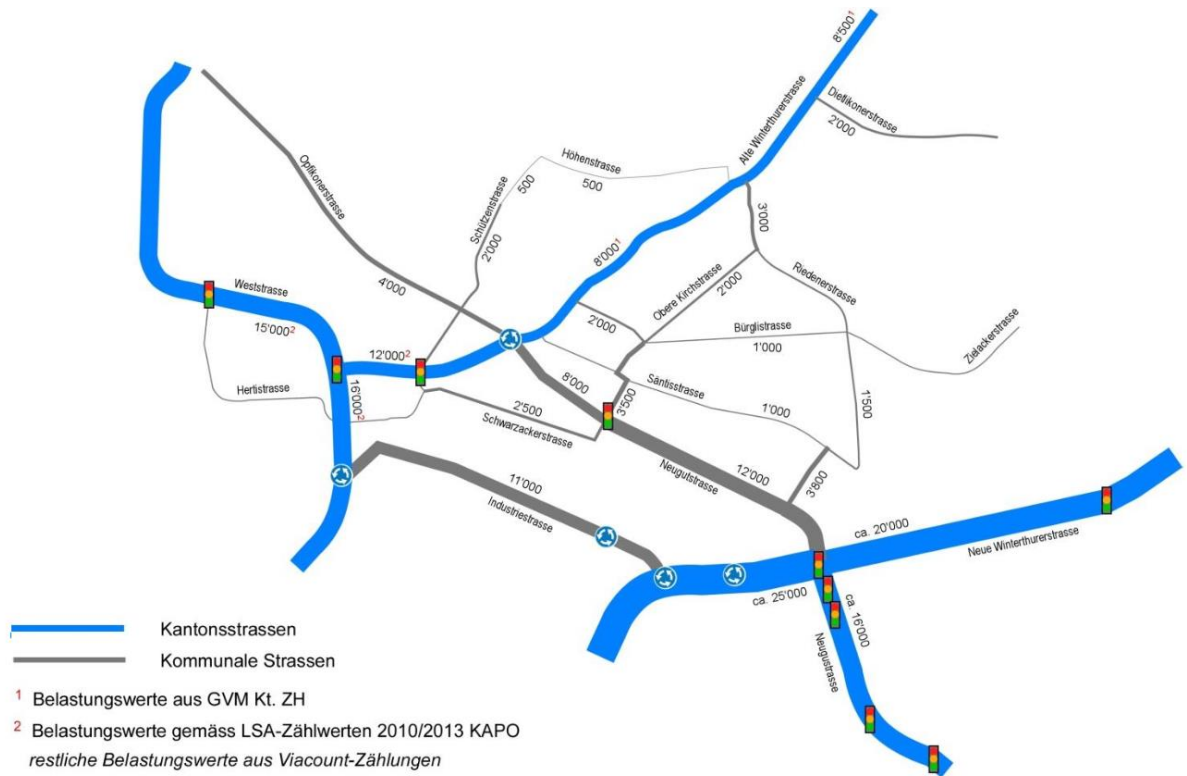 8'500¹
Dietlikonerstrasse
2'000
Alte Winterthurerstrasse
Höhenstrasse
500
500
Opfikonerstrasse
Schützenstrasse
2'000
3'000
8'000¹
4'000
Obere Kirchstrasse
2'000
Riedenerstrasse
Weststrasse
15'000²
2'000
Bürglistrasse
1'000
Zielackerstrasse
12'000²
16'000²
Hertistrasse
8'000
3'500
Säntisstrasse
1'000
1'500
2'500
Schwarzackerstrasse
Neugutstrasse
12'000
3'800
11'000
Industriestrasse
ca. 20'000
Neue Winterthurerstrasse
ca. 25'000
ca. 16'000
Neugustrasse
Kantonsstrassen
Kommunale Strassen
¹ Belastungswerte aus GVM Kt. ZH
² Belastungswerte gemäss LSA-Zählwerten 2010/2013 KAPO
restliche Belastungswerte aus Viacount-Zählungen